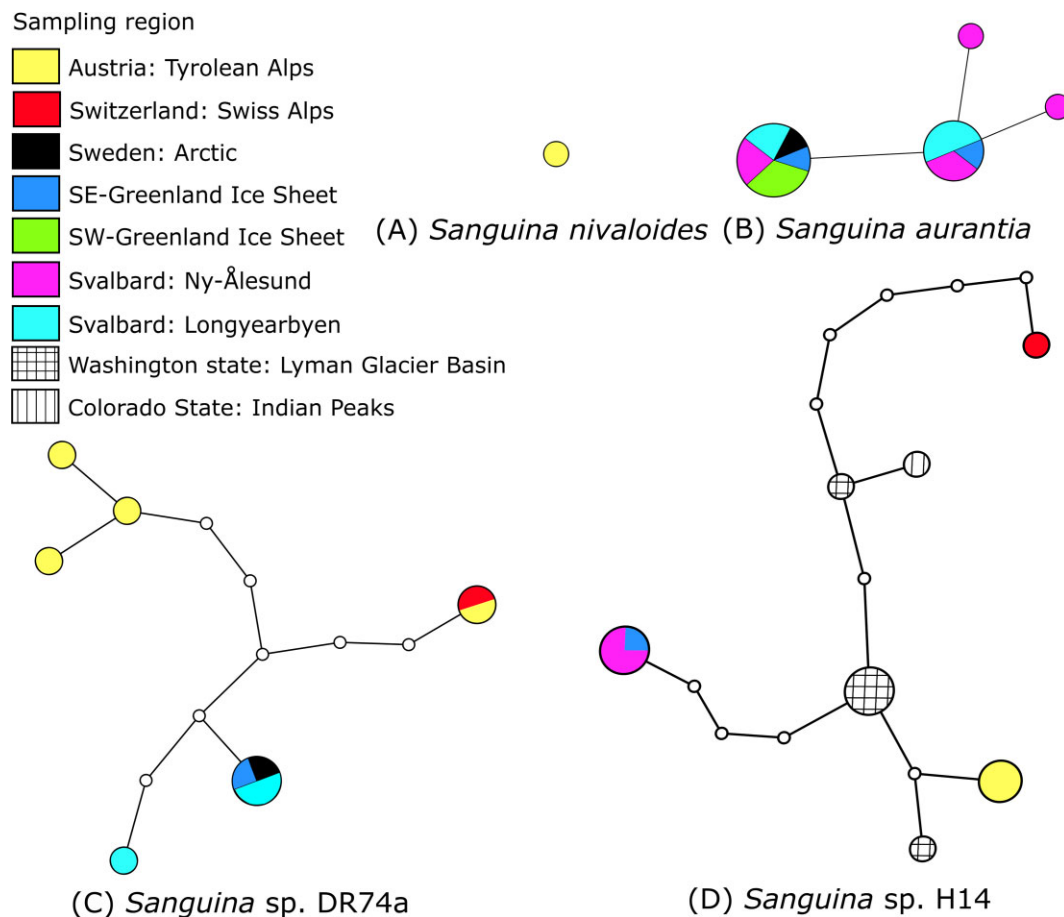 Sampling region
Austria: Tyrolean Alps
Switzerland: Swiss Alps
Sweden: Arctic
SE-Greenland Ice Sheet
SW-Greenland Ice Sheet
Svalbard: Ny-Ålesund
Svalbard: Longyearbyen
Washington state: Lyman Glacier Basin
Colorado State: Indian Peaks
(A) Sanguina nivaloides
(B) Sanguina aurantia
(C) Sanguina sp. DR74a
(D) Sanguina sp. H14